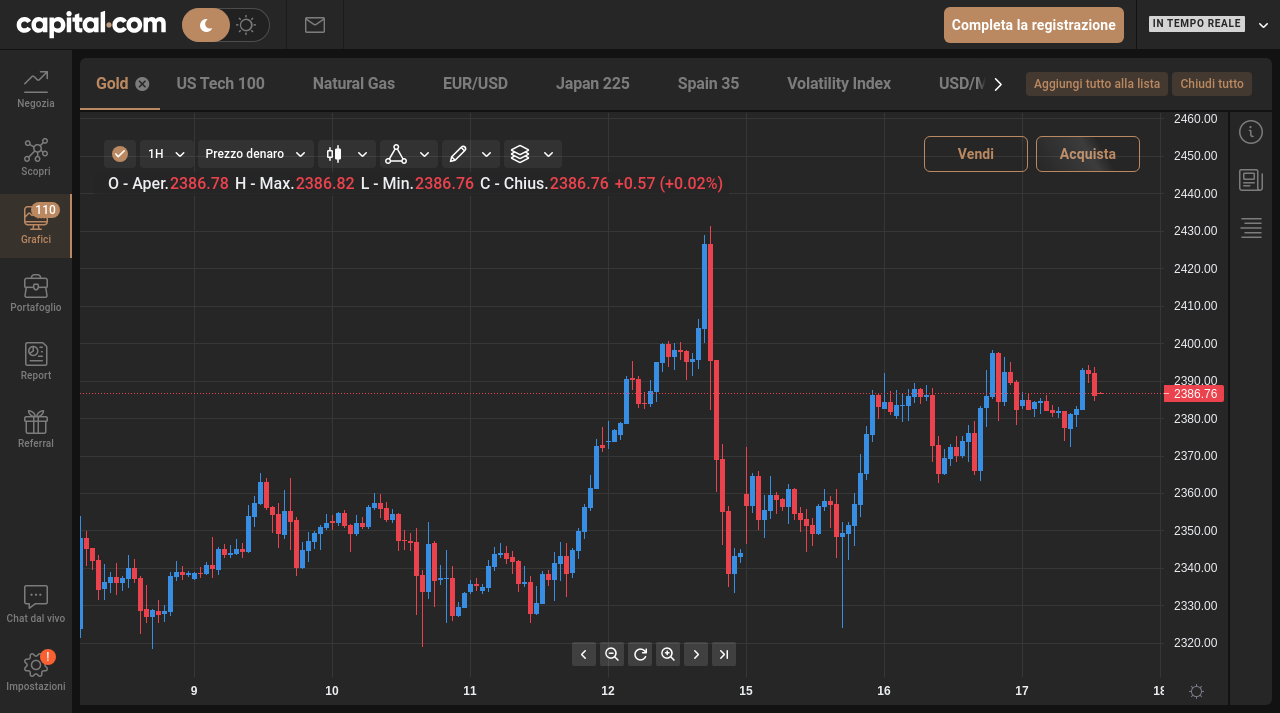 capital.com
Completa la registrazione
IN TEMPO REALE
Negozia
Scopri
110
Grafici
Portafoglio
Report
Referral
Chat dal vivo
!
Impostazioni
Gold
US Tech 100
Natural Gas
EUR/USD
Japan 225
Spain 35
Volatility Index
Aggiungi tutto alla lista
Chiudi tutto
1H
Prezzo denaro
Vendi
Acquista
O - Aper.2386.78 H - Max.2386.82 L - Min.2386.76 C - Chius.2386.76 +0.57 (+0.02%)
2460.00
2450.00
2440.00
2430.00
2420.00
2410.00
2400.00
2390.00
2386.76
2380.00
2370.00
2360.00
2350.00
2340.00
2330.00
2320.00
9
10
11
12
15
16
17
18